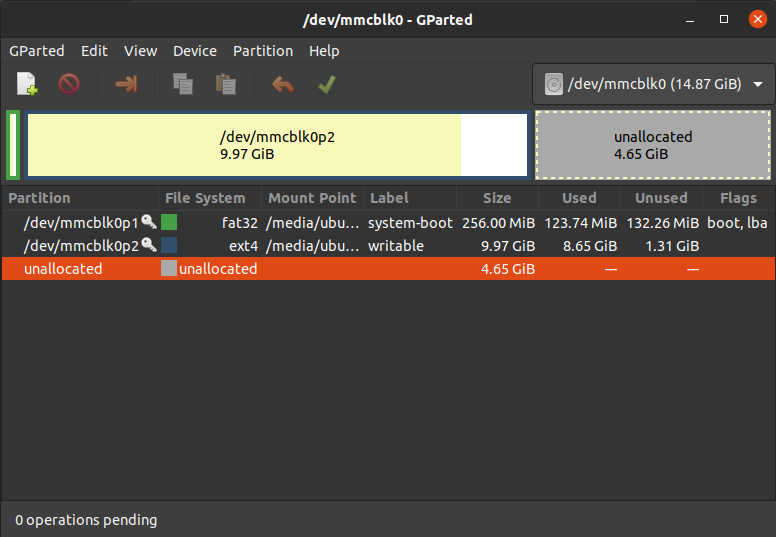 /dev/mmcblk0 - GParted
GParted Edit View Device Partition Help
/dev/mmcblk0 (14.87 GiB)
/dev/mmcblk0p2
9.97 GiB
unallocated
4.65 GiB
Partition File System Mount Point Label Size Used Unused Flags
/dev/mmcblk0p1 fat32 /media/ubu... system-boot 256.00 MiB 123.74 MiB 132.26 MiB boot, lba
/dev/mmcblk0p2 ext4 /media/ubu... writable 9.97 GiB 8.65 GiB 1.31 GiB
unallocated unallocated 4.65 GiB --- ---
0 operations pending